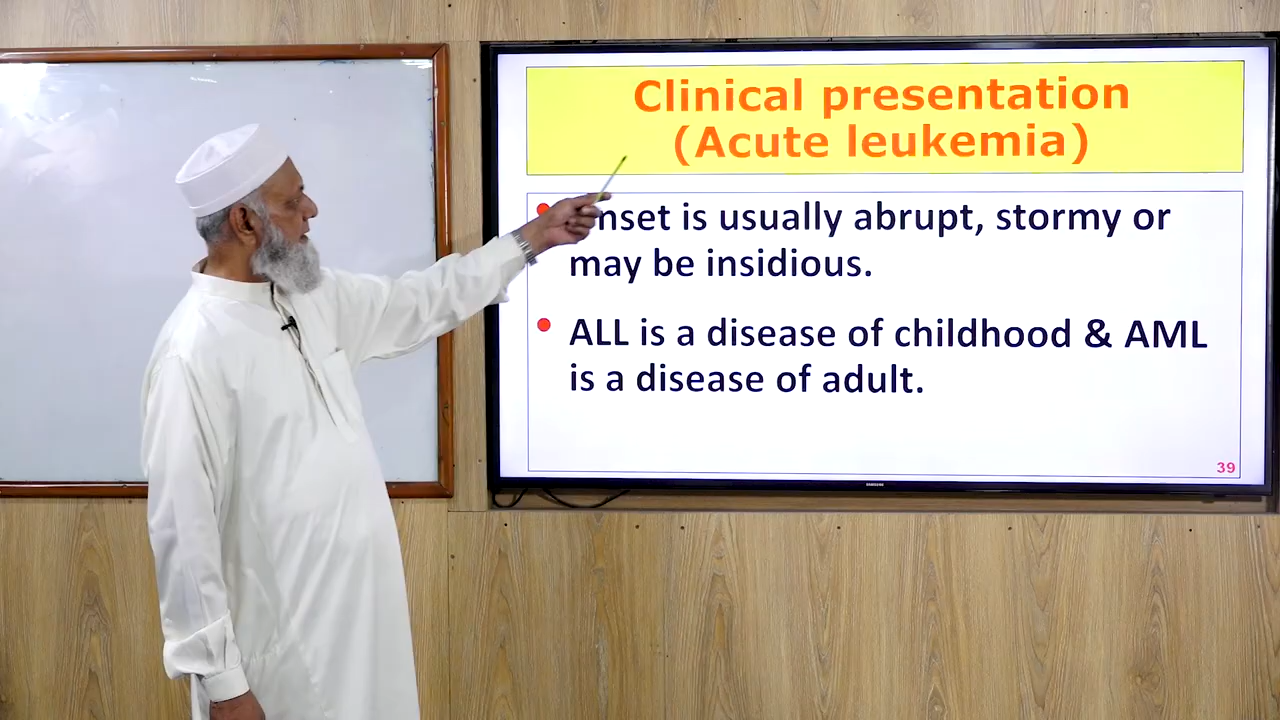 Clinical presentation
(Acute leukemia)
is usually abrupt, stormy or
may be insidious.
ALL is a disease of childhood & AML
is a disease of adult.
39
SAMSUNG